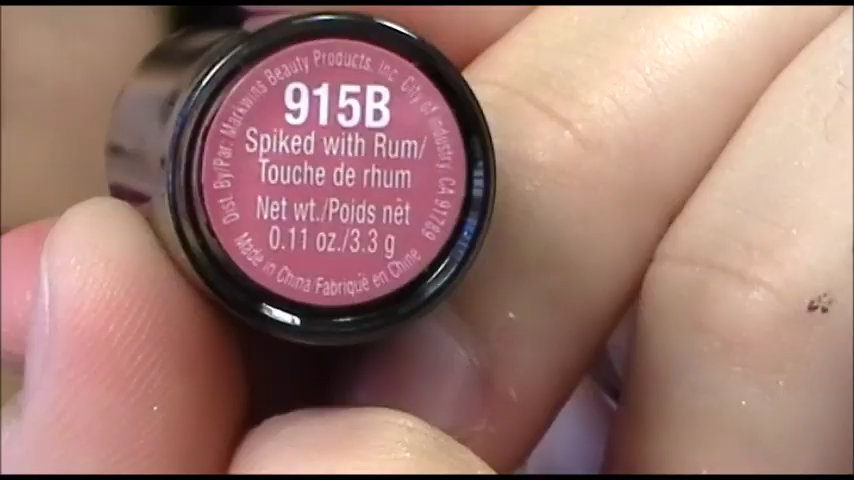 915B
Spiked with Rum/
Touche de rhum
Net wt./Poids net
0.11 oz./3.3 g
Dist. By/Par: Markwins Beauty Products, Inc. City of Industry CA 91789
Made in China Fabriqué en Chine